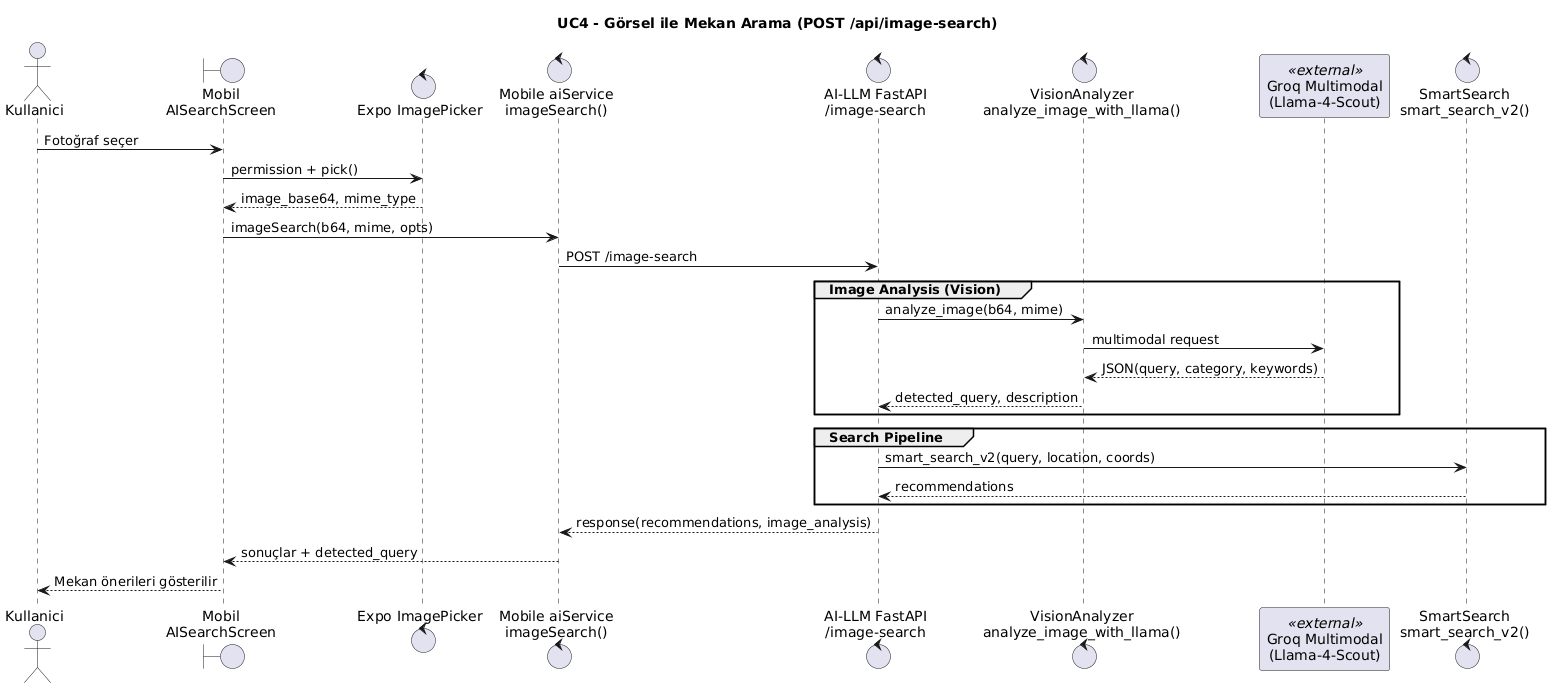 UC4 - Görsel ile Mekan Arama (POST /api/image-search)
Kullanici
Mobil
AISearchScreen
Expo ImagePicker
Mobile aiService
imageSearch()
AI-LLM FastAPI
/image-search
VisionAnalyzer
analyze_image_with_llama()
«external»
Groq Multimodal
(Llama-4-Scout)
SmartSearch
smart_search_v2()
Fotoğraf seçer
permission + pick()
image_base64, mime_type
imageSearch(b64, mime, opts)
POST /image-search
Image Analysis (Vision)
analyze_image(b64, mime)
multimodal request
JSON(query, category, keywords)
detected_query, description
Search Pipeline
smart_search_v2(query, location, coords)
recommendations
response(recommendations, image_analysis)
sonuçlar + detected_query
Mekan önerileri gösterilir
Kullanici
Mobil
AISearchScreen
Expo ImagePicker
Mobile aiService
imageSearch()
AI-LLM FastAPI
/image-search
VisionAnalyzer
analyze_image_with_llama()
«external»
Groq Multimodal
(Llama-4-Scout)
SmartSearch
smart_search_v2()